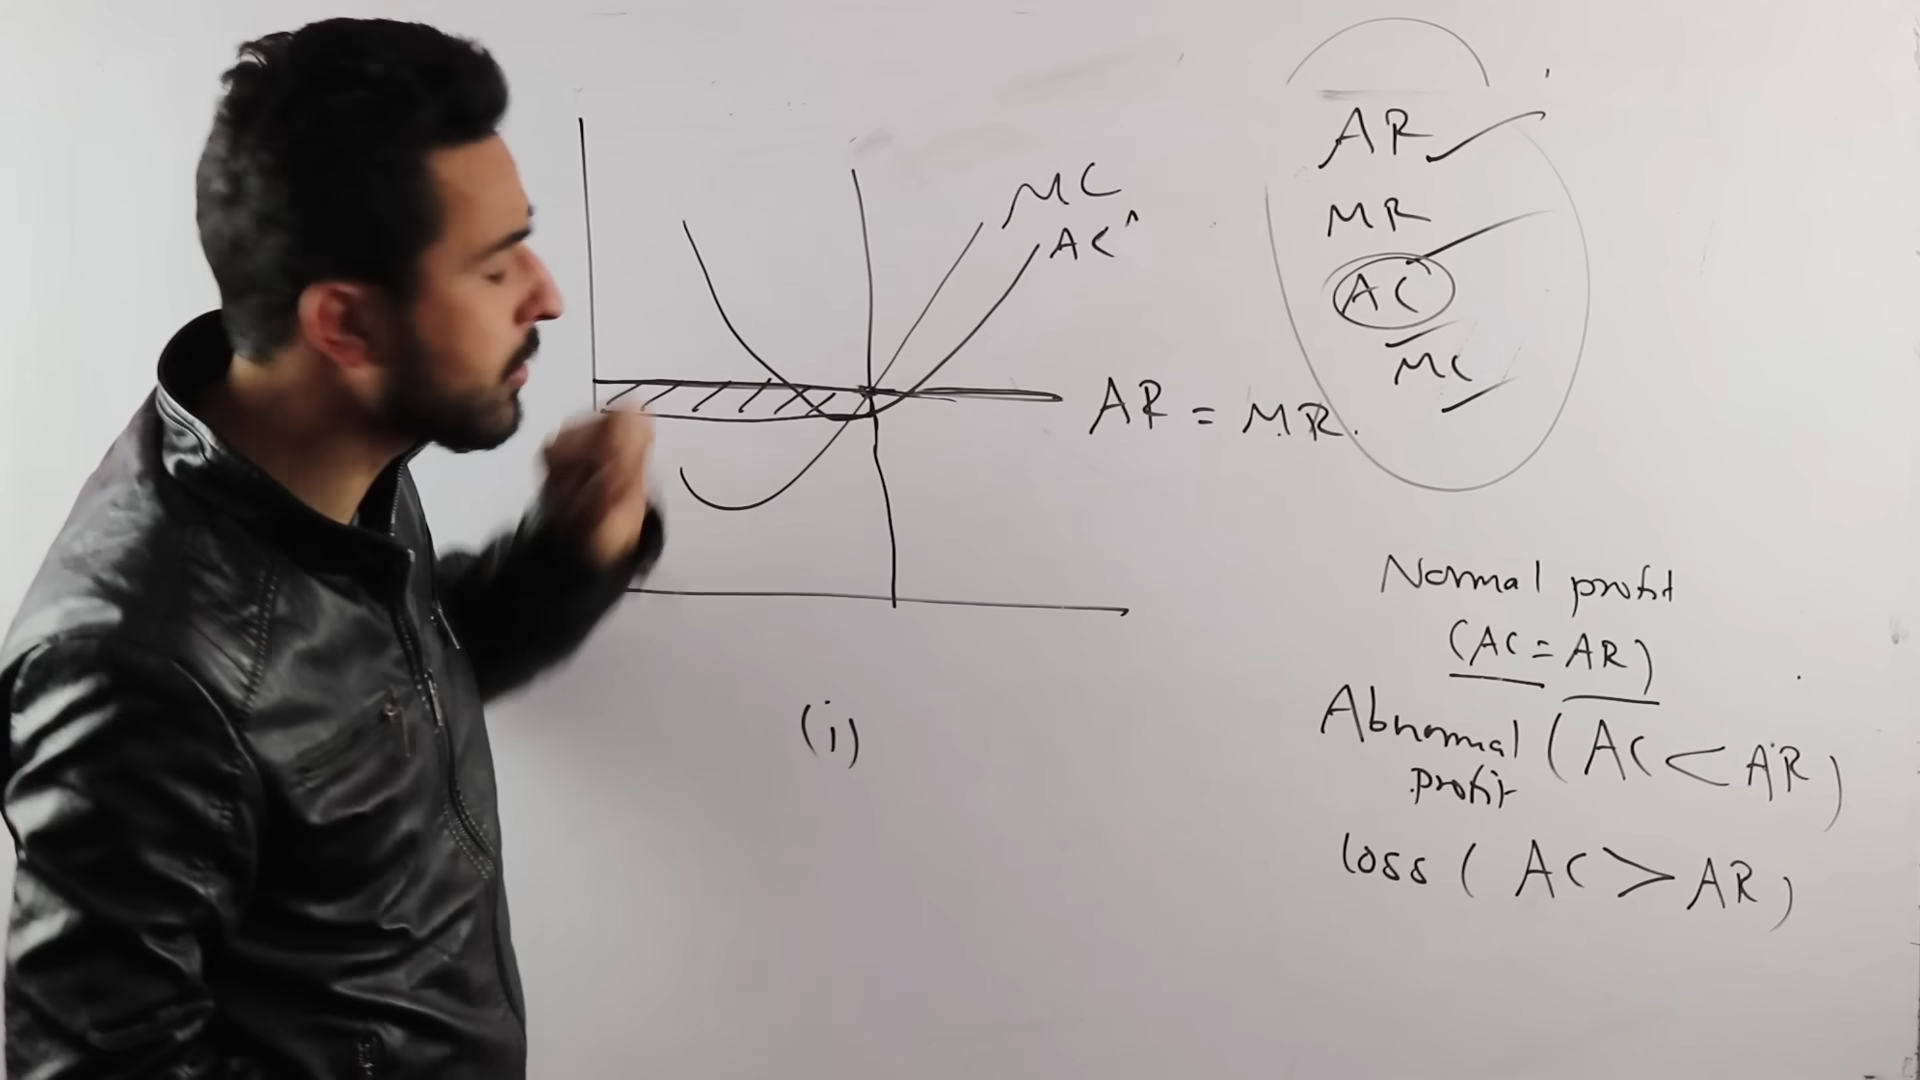 MC
AC
AR = MR.
(i)
AR
MR
AC
MC
Normal profit
(AC = AR)
Abnormal (AC < AR)
profit
loss (AC > AR)